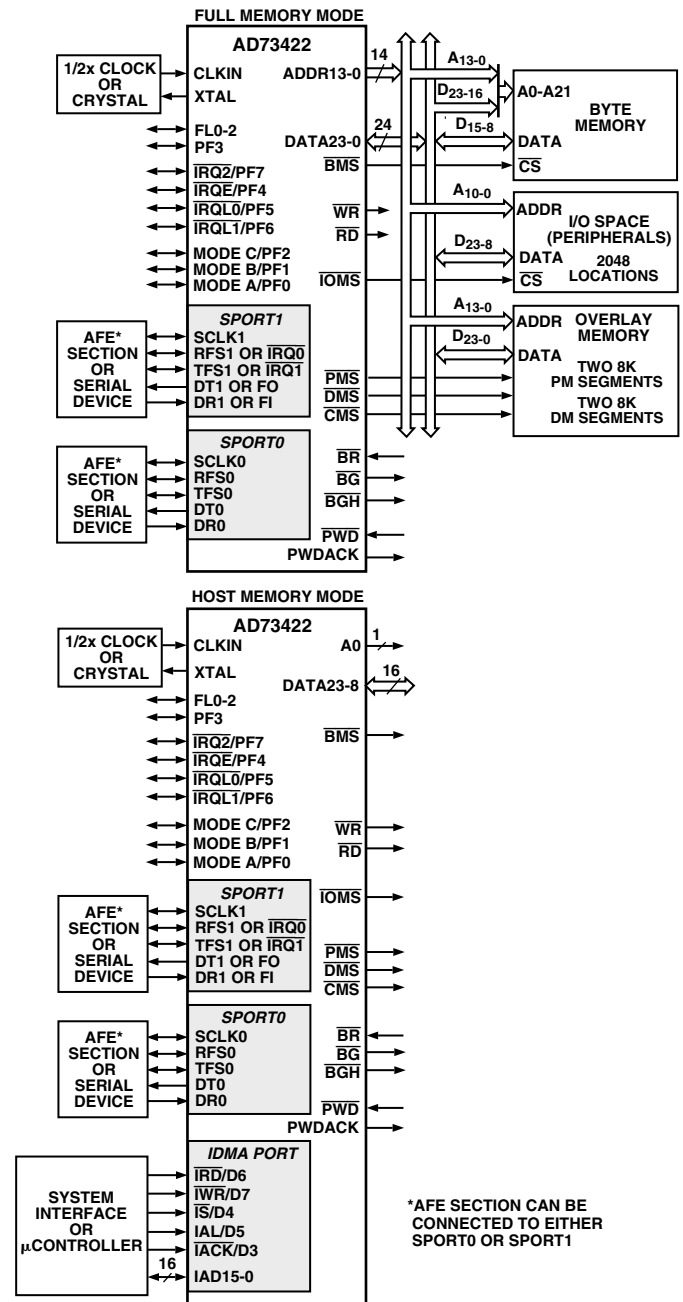 FULL MEMORY MODE
AD73422
1/2x CLOCK
OR
CRYSTAL
CLKIN
XTAL
FL0-2
PF3
IRQ2/PF7
IRQE/PF4
IRQL0/PF5
IRQL1/PF6
MODE C/PF2
MODE B/PF1
MODE A/PF0
AFE*
SECTION
OR
SERIAL
DEVICE
SPORT1
SCLK1
RFS1 OR IRQ0
TFS1 OR IRQ1
DT1 OR FO
DR1 OR FI
AFE*
SECTION
OR
SERIAL
DEVICE
SPORT0
SCLK0
RFS0
TFS0
DT0
DR0
ADDR13-0
14
DATA23-0
24
BMS
WR
RD
IOMS
PMS
DMS
CMS
BR
BG
BGH
PWD
PWDACK
A13-0
D23-16
D15-8
A0-A21
BYTE
MEMORY
DATA
CS
A10-0
D23-8
ADDR
I/O SPACE
(PERIPHERALS)
DATA
2048
LOCATIONS
CS
A13-0
D23-0
ADDR
OVERLAY
MEMORY
DATA
TWO 8K
PM SEGMENTS
TWO 8K
DM SEGMENTS
HOST MEMORY MODE
AD73422
1/2x CLOCK
OR
CRYSTAL
CLKIN
XTAL
FL0-2
PF3
IRQ2/PF7
IRQE/PF4
IRQL0/PF5
IRQL1/PF6
MODE C/PF2
MODE B/PF1
MODE A/PF0
AFE*
SECTION
OR
SERIAL
DEVICE
SPORT1
SCLK1
RFS1 OR IRQ0
TFS1 OR IRQ1
DT1 OR FO
DR1 OR FI
AFE*
SECTION
OR
SERIAL
DEVICE
SPORT0
SCLK0
RFS0
TFS0
DT0
DR0
SYSTEM
INTERFACE
OR
μCONTROLLER
IDMA PORT
IRD/D6
IWR/D7
IS/D4
IAL/D5
IACK/D3
16
IAD15-0
A0
1
DATA23-8
16
BMS
WR
RD
IOMS
PMS
DMS
CMS
BR
BG
BGH
PWD
PWDACK
*AFE SECTION CAN BE
CONNECTED TO EITHER
SPORT0 OR SPORT1